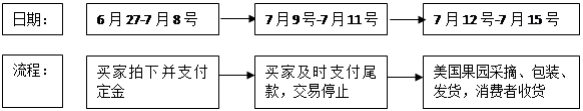 日期：
6月27-7月8号
7月9号-7月11号
7月12号-7月15号
流程：
买家拍下并支付
定金
买家及时支付尾
款，交易停止
美国果园采摘、包装、
发货，消费者收货